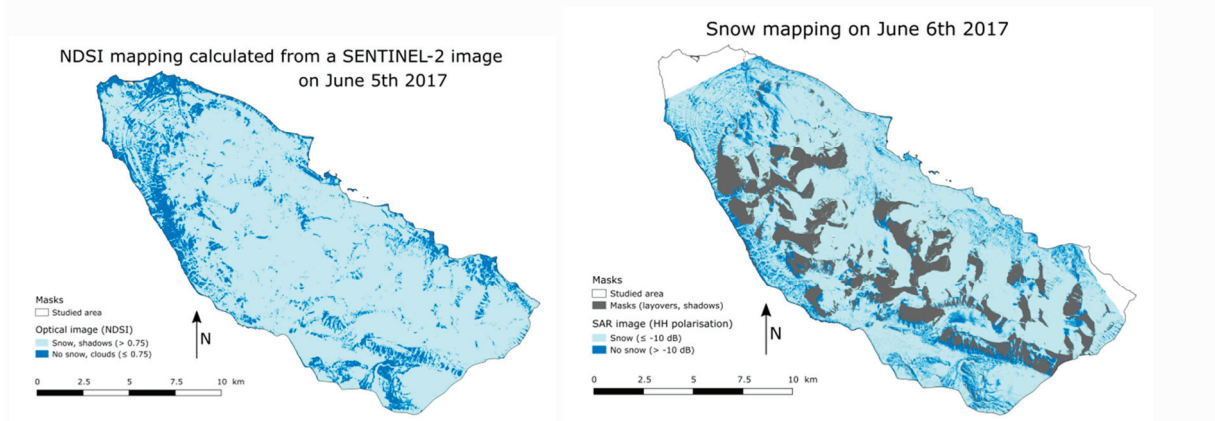 NDSI mapping calculated from a SENTINEL-2 image
on June 5th 2017
Masks
Studied area
Optical image (NDSI)
Snow, shadows (> 0.75)
No snow, clouds (≤ 0.75)
N
0 2.5 5 7.5 10 km
Snow mapping on June 6th 2017
Masks
Studied area
Masks (layovers, shadows)
SAR image (HH polarisation)
Snow (≤ -10 dB)
No snow (> -10 dB)
N
0 2.5 5 7.5 10 km